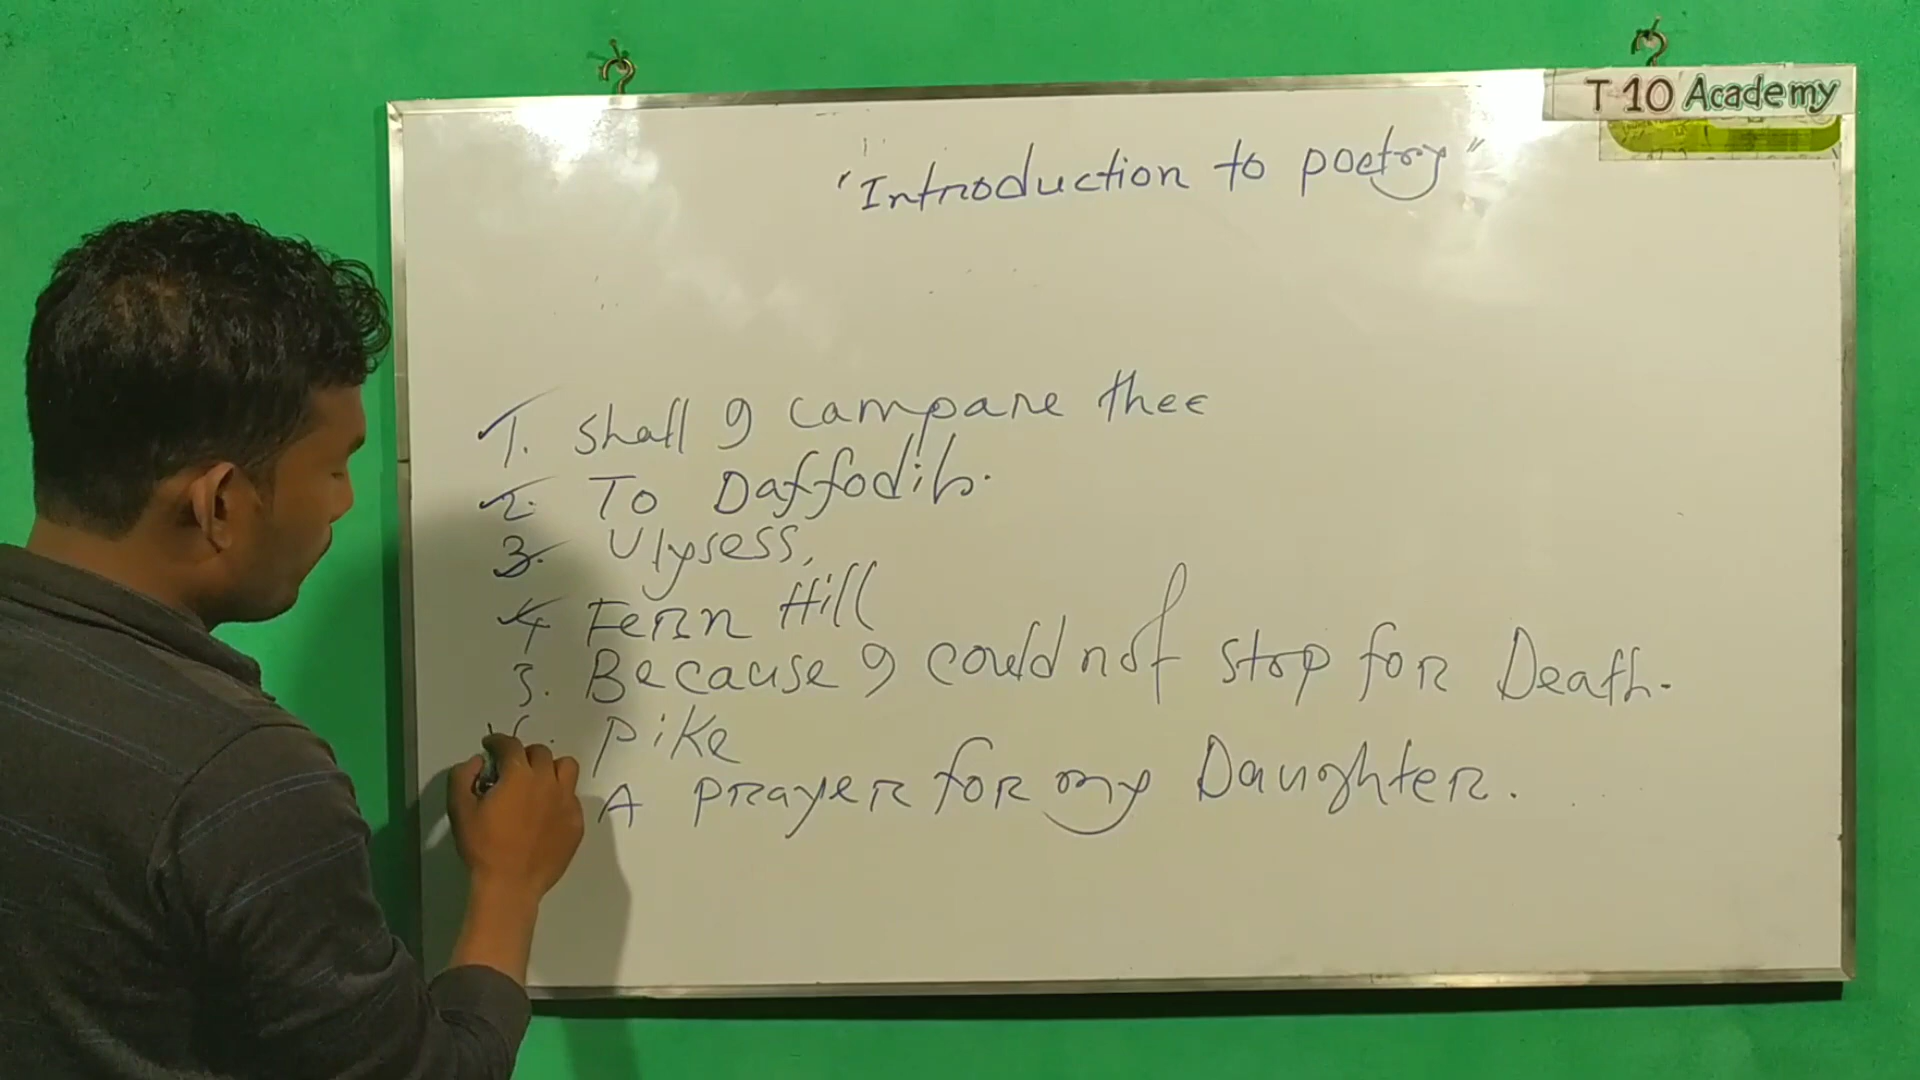 T 10 Academy
"Introduction to poetry"
1. Shall I campare thee
2. To Daffodils.
3. Ulysess,
4 Fern Hill
5. Because I could not stop for Death.
6. Pike
A prayer for my Daughter.